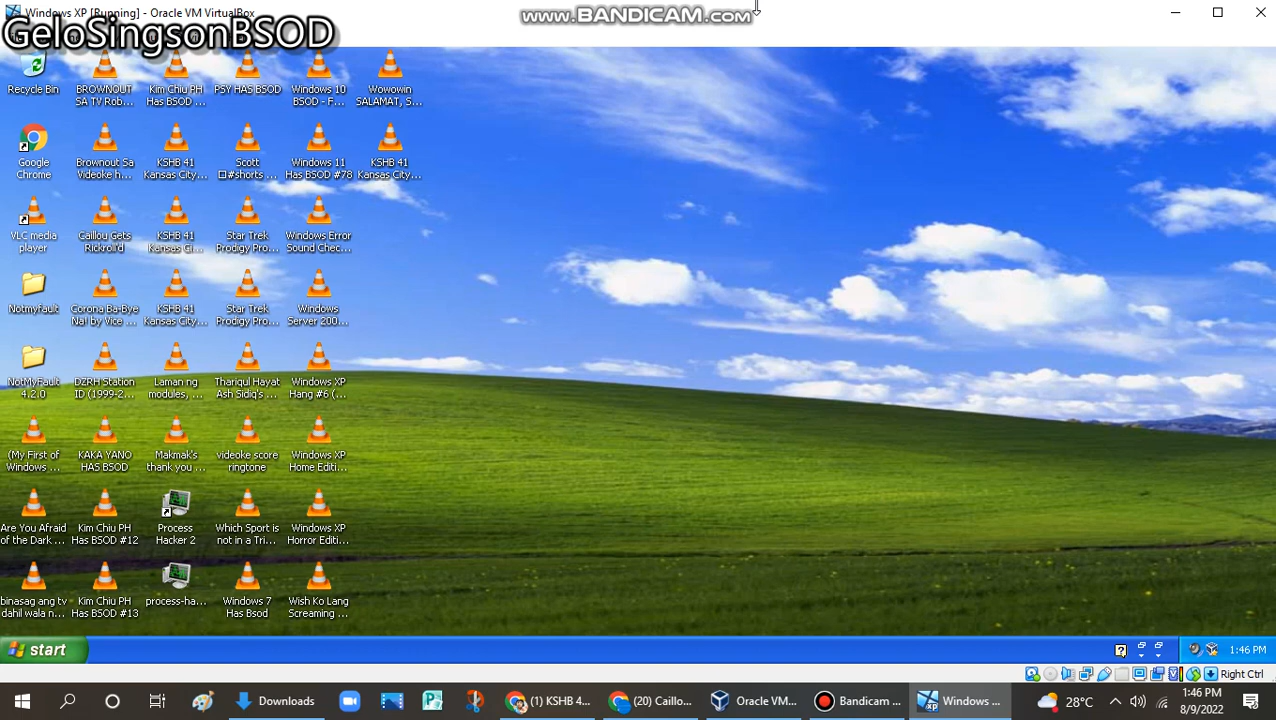 Windows XP [Running] - Oracle VM VirtualBox
www.BANDICAM.com
GeloSingsonBSOD
Recycle Bin
BROWNOUT
SA TV Rob...
Kim Chiu PH
Has BSOD ...
PSY HAS BSOD
Windows 10
BSOD - F...
Wowowin
SALAMAT, S...
Google
Chrome
Brownout Sa
Videoke h...
KSHB 41
Kansas City...
Scott
#shorts ...
Windows 11
Has BSOD #78
KSHB 41
Kansas City...
VLC media
player
Caillou Gets
Rickroll'd
KSHB 41
Kansas Ci...
Star Trek
Prodigy Pro...
Windows Error
Sound Chec...
Notmyfault
Corona Ba-Bye
Na! by Vice ...
KSHB 41
Kansas City...
Star Trek
Prodigy Pro...
Windows
Server 200...
NotMyFault
4.2.0
DZRH Station
ID (1999-2...
Laman ng
modules, ...
Thariqul Hayat
Ash Sidiq's ...
Windows XP
Hang #6 (...
(My First of
Windows ...
KAKA YANO
HAS BSOD
Makmak's
thank you ...
videoke score
ringtone
Windows XP
Home Editi...
Are You Afraid
of the Dark ...
Kim Chiu PH
Has BSOD #12
Process
Hacker 2
Which Sport is
not in a Tri...
Windows XP
Horror Editi...
binasag ang tv
dahil wala n...
Kim Chiu PH
Has BSOD #13
process-ha...
Windows 7
Has Bsod
Wish Ko Lang
Screaming ...
start
1:46 PM
Right Ctrl
Downloads
(1) KSHB 4...
(20) Caillo...
Oracle VM...
Bandicam ...
Windows ...
28°C
1:46 PM
8/9/2022